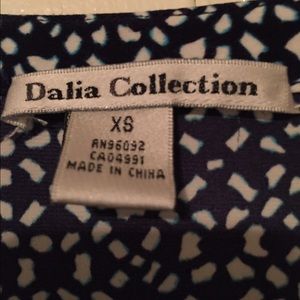 Dalia Collection
XS
RN96092
CA04991
MADE IN CHINA